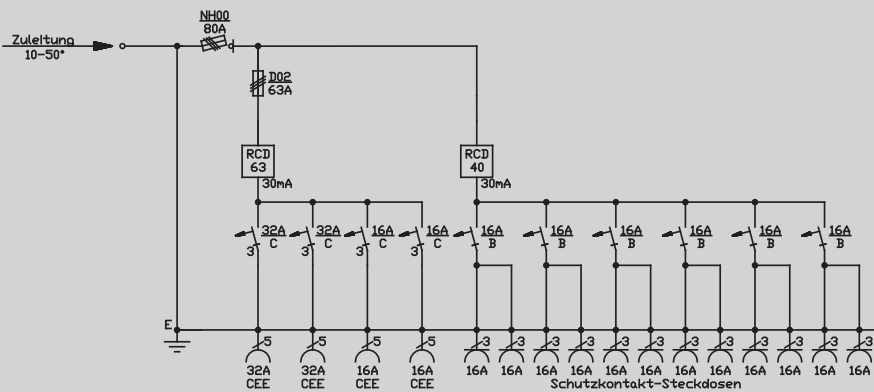 NH00
80A
Zuleitung
10-50°
D02
63A
RCD
63
30mA
RCD
40
30mA
32A
C
3
32A
C
3
16A
C
3
16A
C
3
16A
B
16A
B
16A
B
16A
B
16A
B
16A
B
E
5 5 5 5 3 3 3 3 3 3 3 3 3 3 3 3
32A 32A 16A 16A 16A 16A 16A 16A 16A 16A 16A 16A 16A 16A 16A 16A
CEE CEE CEE CEE Schutzkontakt-Steckdosen